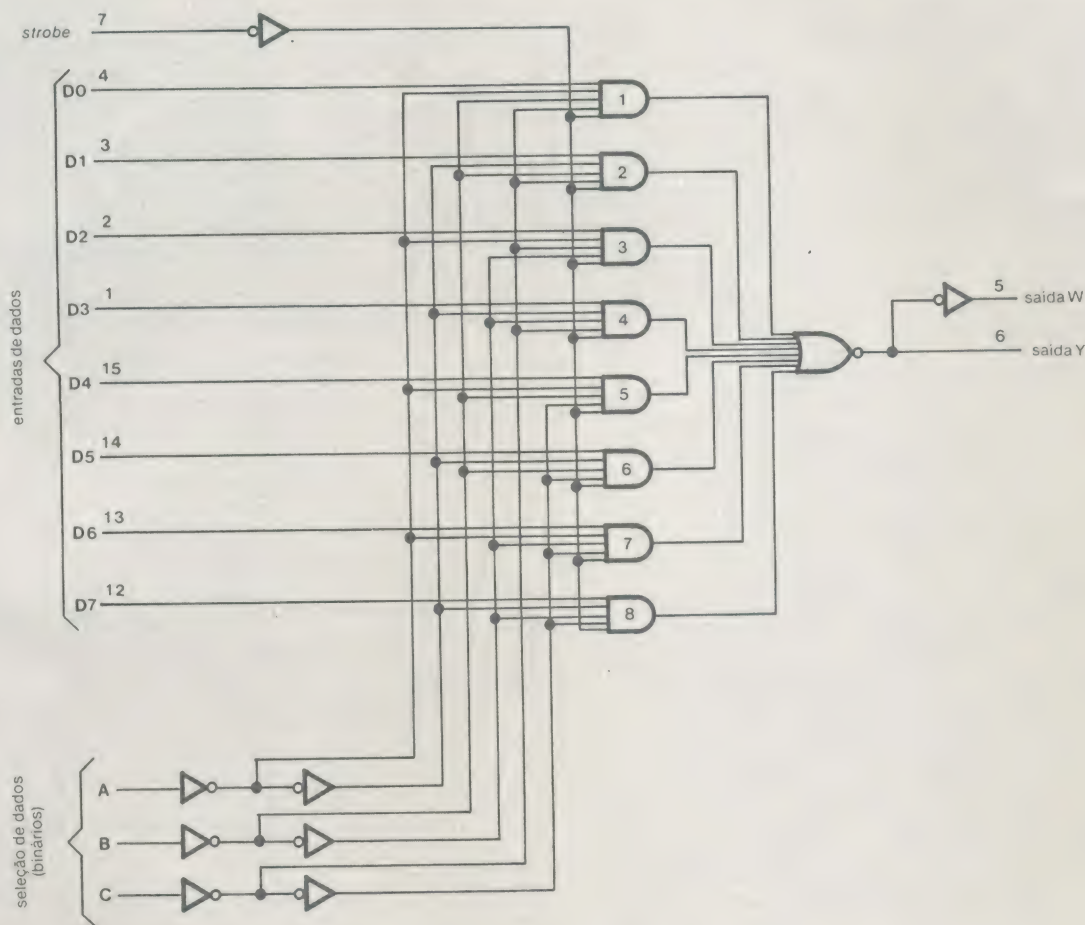 strobe 7
D0 4
1
D1 3
2
D2 2
3
D3 1
4
D4 15
5
D5 14
6
D6 13
7
D7 12
8
entradas de dados
5 saída W
6 saída Y
seleção de dados
(binários)
A
B
C